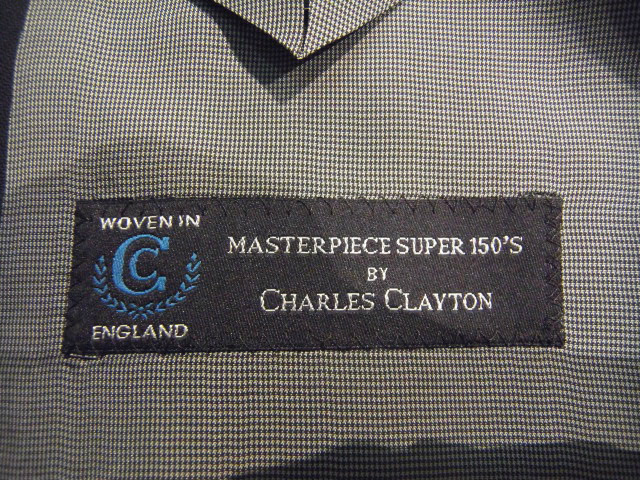 WOVEN IN
CC
ENGLAND
MASTERPIECE SUPER 150'S
BY
CHARLES CLAYTON